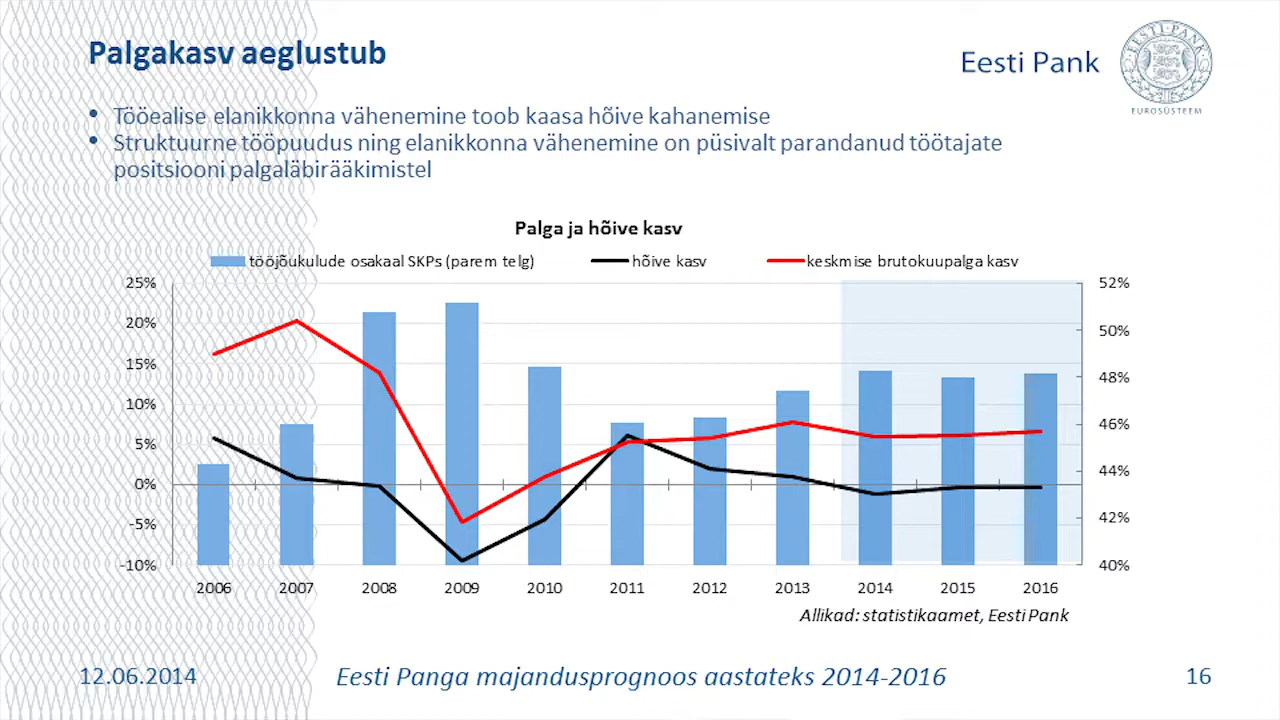 Palgakasv aeglustub
Eesti Pank
EESTI·PANK
EUROSÜSTEEM
• Tööealise elanikkonna vähenemine toob kaasa hõive kahanemise
• Struktuurne tööpuudus ning elanikkonna vähenemine on püsivalt parandanud töötajate
positsiooni palgaläbirääkimistel
Palga ja hõive kasv
tööjõukulude osakaal SKPs (parem telg) hõive kasv keskmise brutokuupalga kasv
25% 52%
20% 50%
15% 48%
10% 46%
5% 44%
0% 42%
-5% 40%
-10%
2006 2007 2008 2009 2010 2011 2012 2013 2014 2015 2016
Allikad: statistikaamet, Eesti Pank
12.06.2014 Eesti Panga majandusprognoos aastateks 2014-2016 16